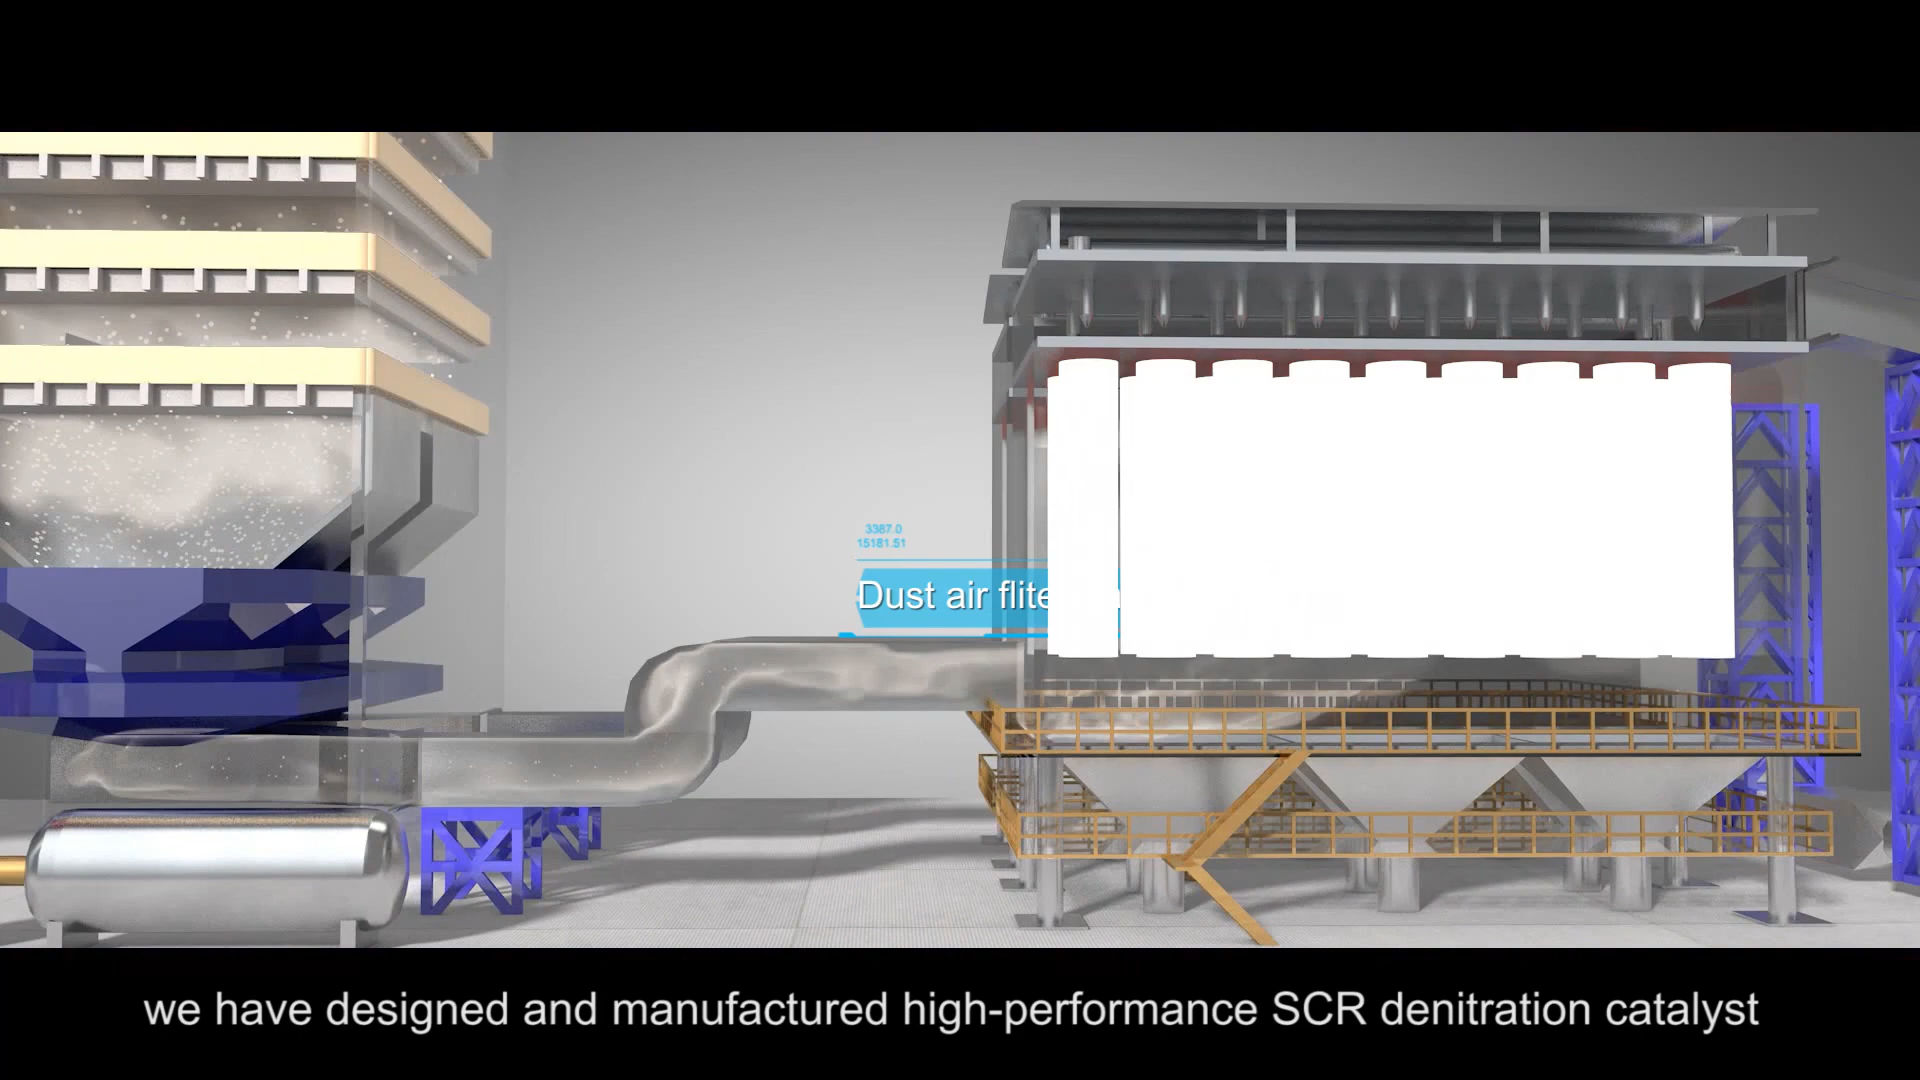 3387.0
15181.51
Dust air flite
we have designed and manufactured high-performance SCR denitration catalyst